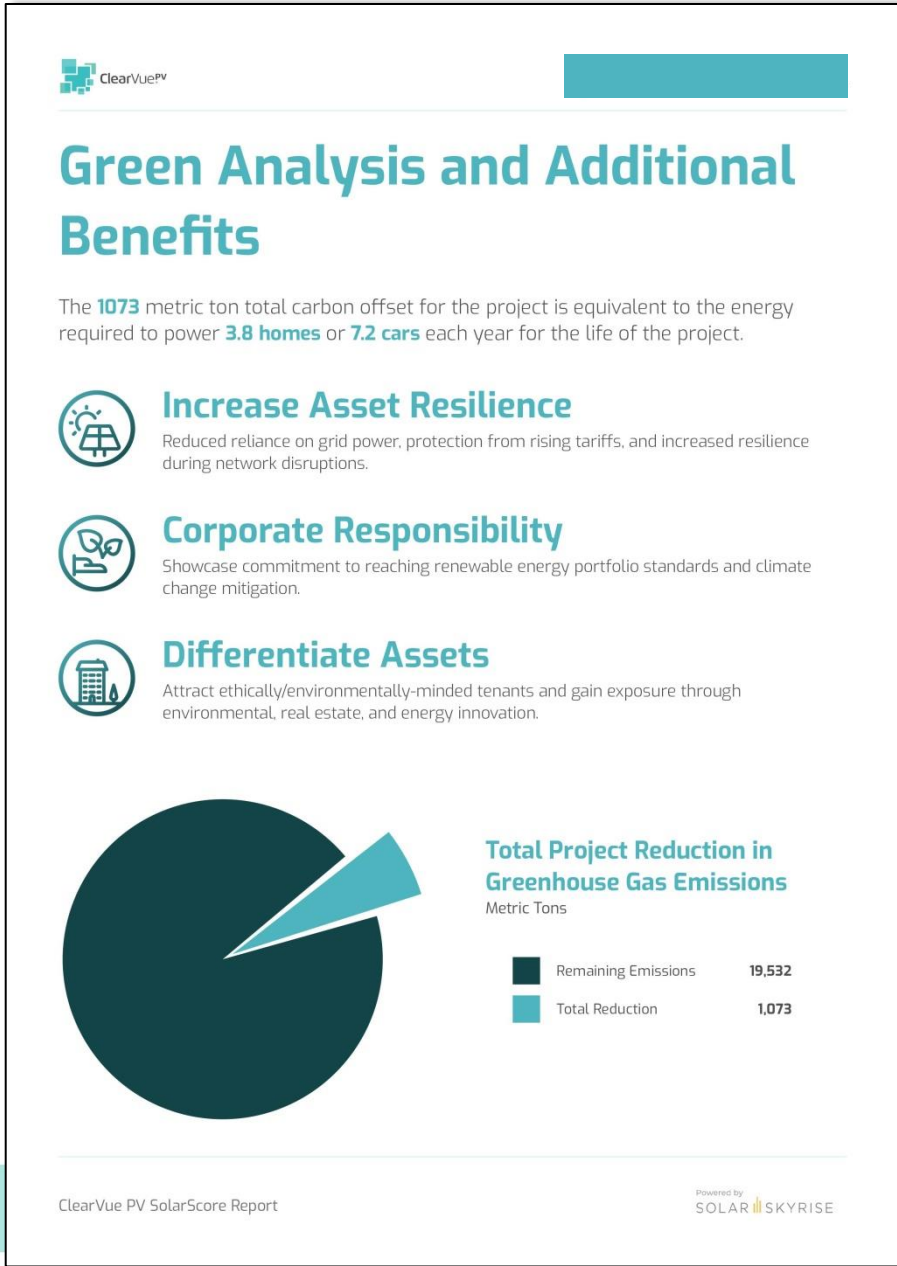 ClearVuePV
Green Analysis and Additional
Benefits
The 1073 metric ton total carbon offset for the project is equivalent to the energy
required to power 3.8 homes or 7.2 cars each year for the life of the project.
Increase Asset Resilience
Reduced reliance on grid power, protection from rising tariffs, and increased resilience
during network disruptions.
Corporate Responsibility
Showcase commitment to reaching renewable energy portfolio standards and climate
change mitigation.
Differentiate Assets
Attract ethically/environmentally-minded tenants and gain exposure through
environmental, real estate, and energy innovation.
Total Project Reduction in
Greenhouse Gas Emissions
Metric Tons
Remaining Emissions 19,532
Total Reduction 1,073
ClearVue PV SolarScore Report
Powered by
SOLAR SKYRISE